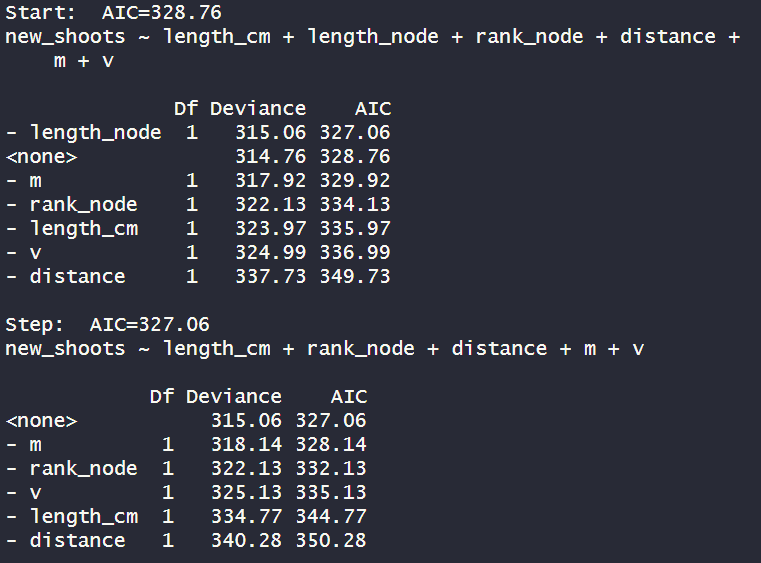 Start:  AIC=328.76
new_shoots ~ length_cm + length_node + rank_node + distance +
    m + v

              Df Deviance    AIC
- length_node  1   315.06 327.06
<none>             314.76 328.76
- m            1   317.92 329.92
- rank_node    1   322.13 334.13
- length_cm    1   323.97 335.97
- v            1   324.99 336.99
- distance     1   337.73 349.73

Step:  AIC=327.06
new_shoots ~ length_cm + rank_node + distance + m + v

            Df Deviance    AIC
<none>           315.06 327.06
- m          1   318.14 328.14
- rank_node  1   322.13 332.13
- v          1   325.13 335.13
- length_cm  1   334.77 344.77
- distance   1   340.28 350.28